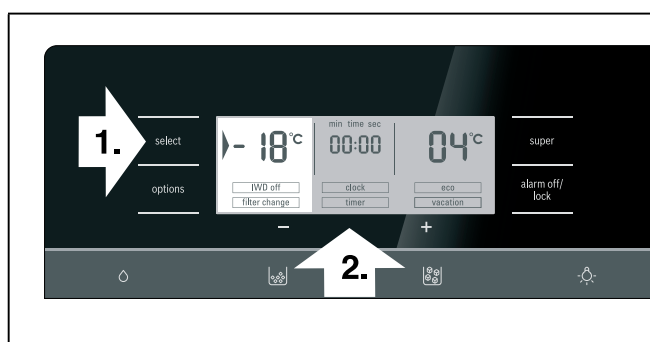 min time sec
1.
select
- 18°C
00:00
04°C
super
options
IWD off
clock
eco
alarm off/
lock
filter change
timer
vacation
- +
2.